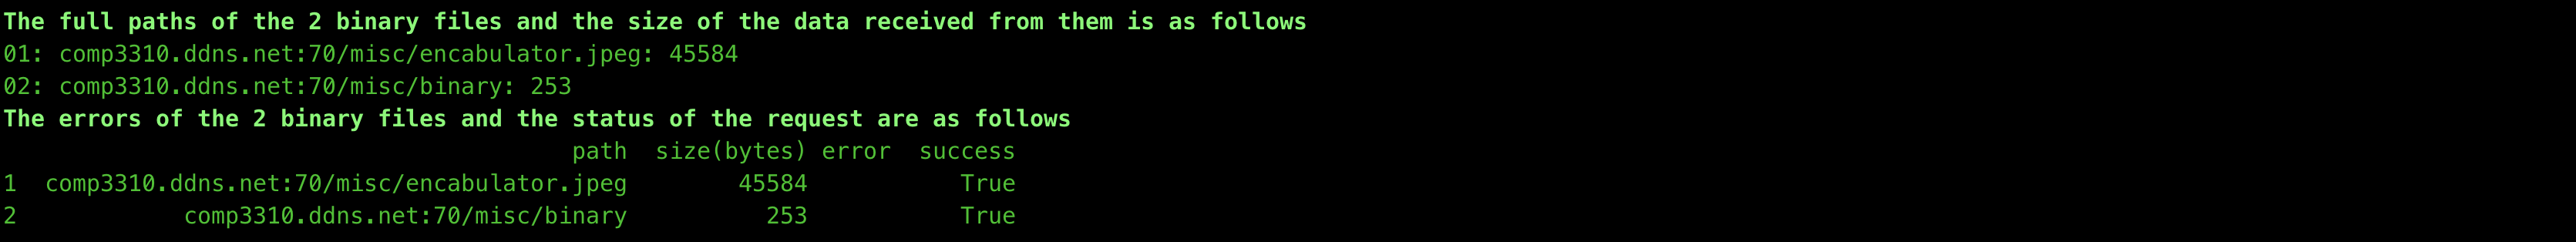 The full paths of the 2 binary files and the size of the data received from them is as follows
01: comp3310.ddns.net:70/misc/encabulator.jpeg: 45584
02: comp3310.ddns.net:70/misc/binary: 253
The errors of the 2 binary files and the status of the request are as follows
path size(bytes) error success
1 comp3310.ddns.net:70/misc/encabulator.jpeg 45584 True
2 comp3310.ddns.net:70/misc/binary 253 True